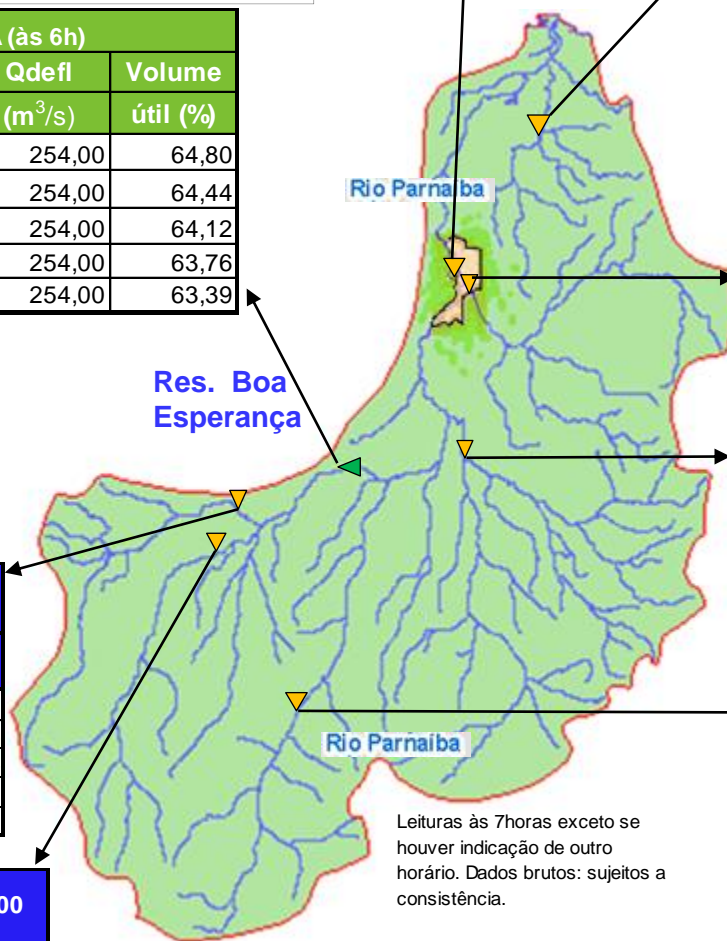 (às 6h)
Qdefl Volume
(m³/s) útil (%)
254,00 64,80
254,00 64,44
254,00 64,12
254,00 63,76
254,00 63,39
Rio Parnaíba
Res. Boa
Esperança
Rio Parnaíba
Leituras às 7horas exceto se
houver indicação de outro
horário. Dados brutos: sujeitos a
consistência.
00